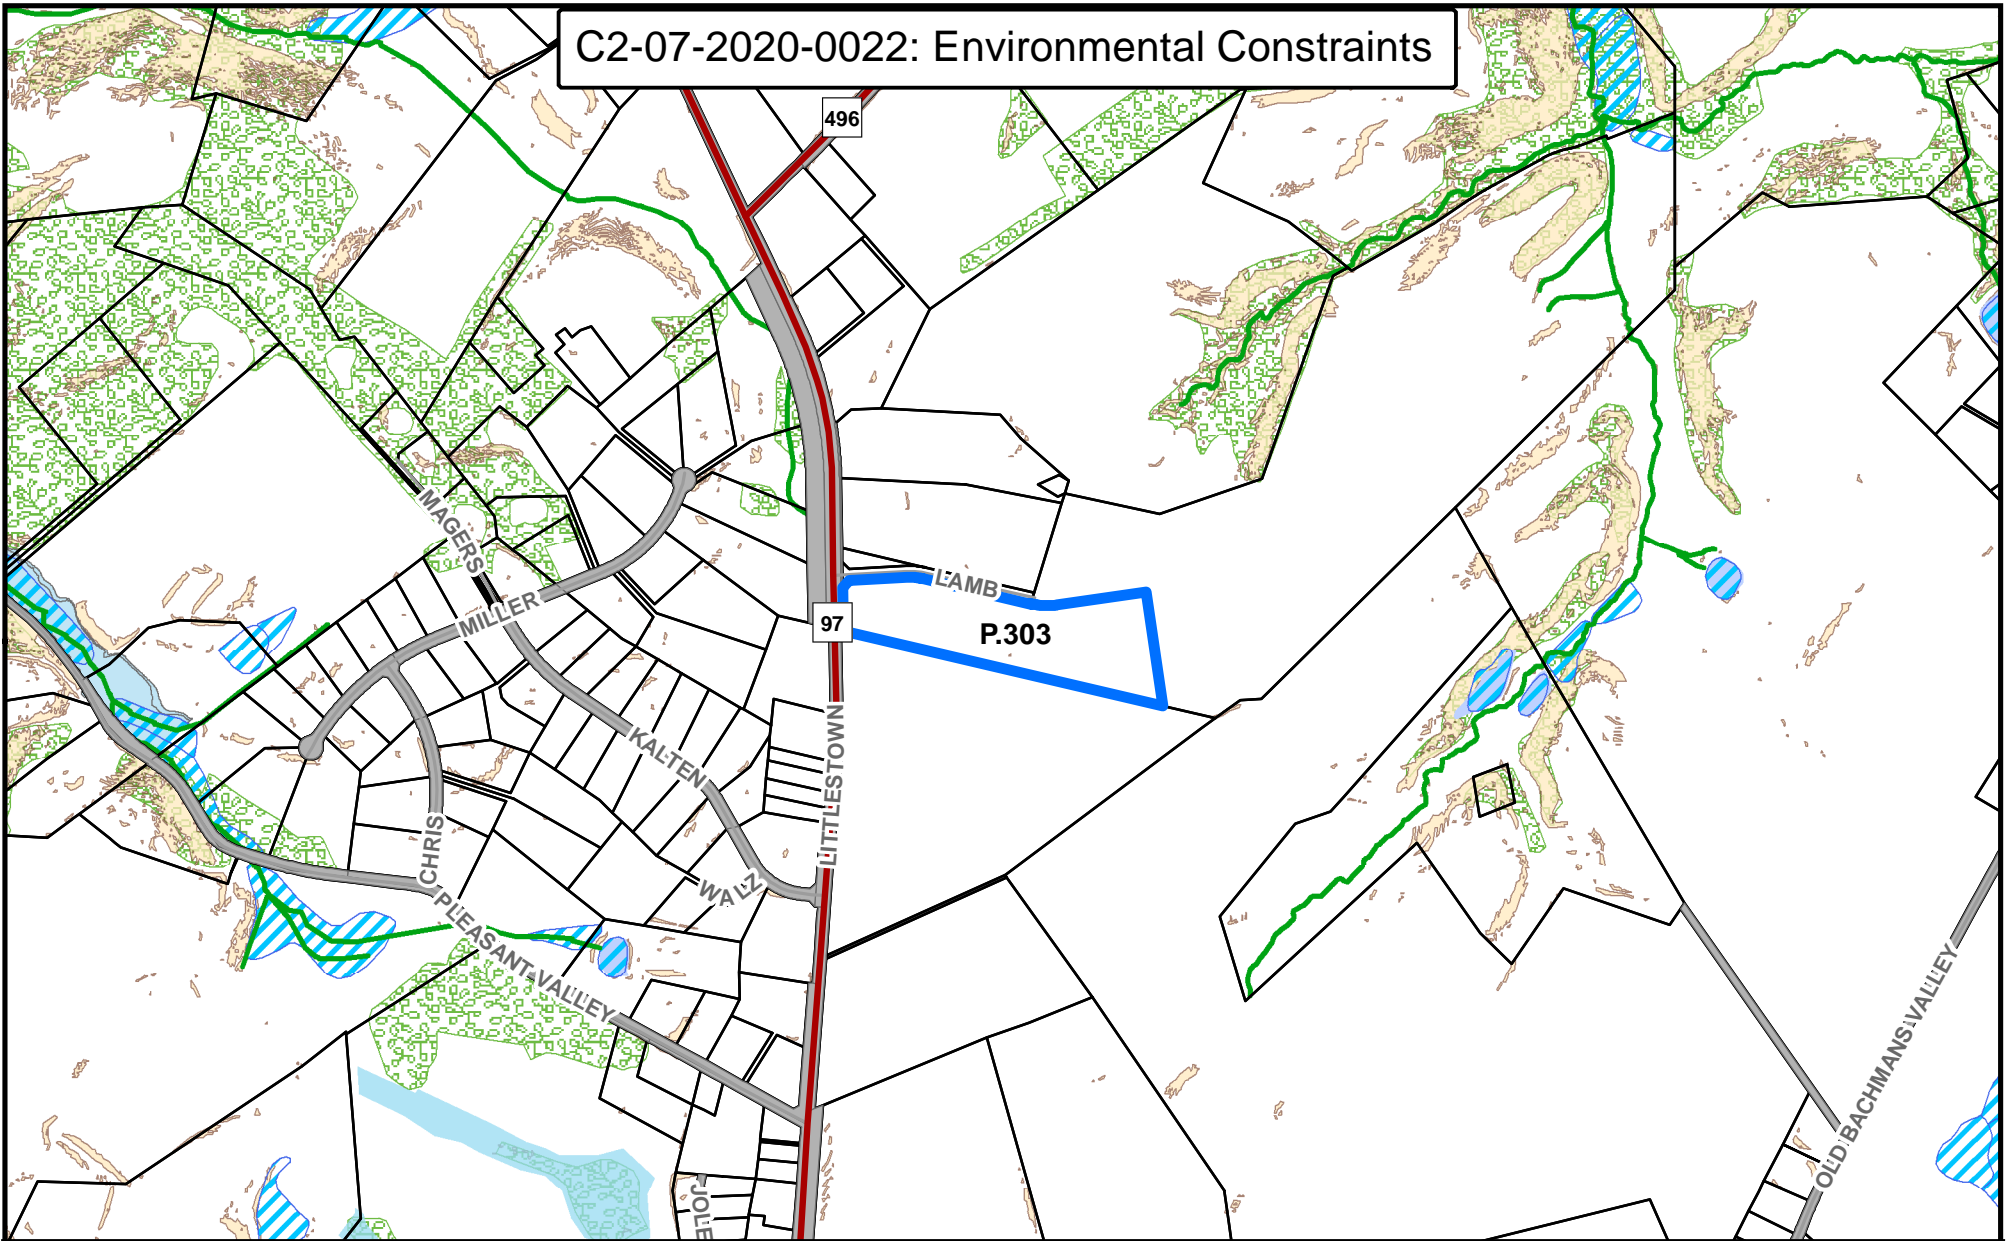 C2-07-2020-0022: Environmental Constraints
496
MAGERS
LAMB
MILLER
97
P.303
KALTEN
LITTLESTOWN
CHRIS
WALZ
PLEASANT VALLEY
OLD BACHMANS VALLEY
JOLE